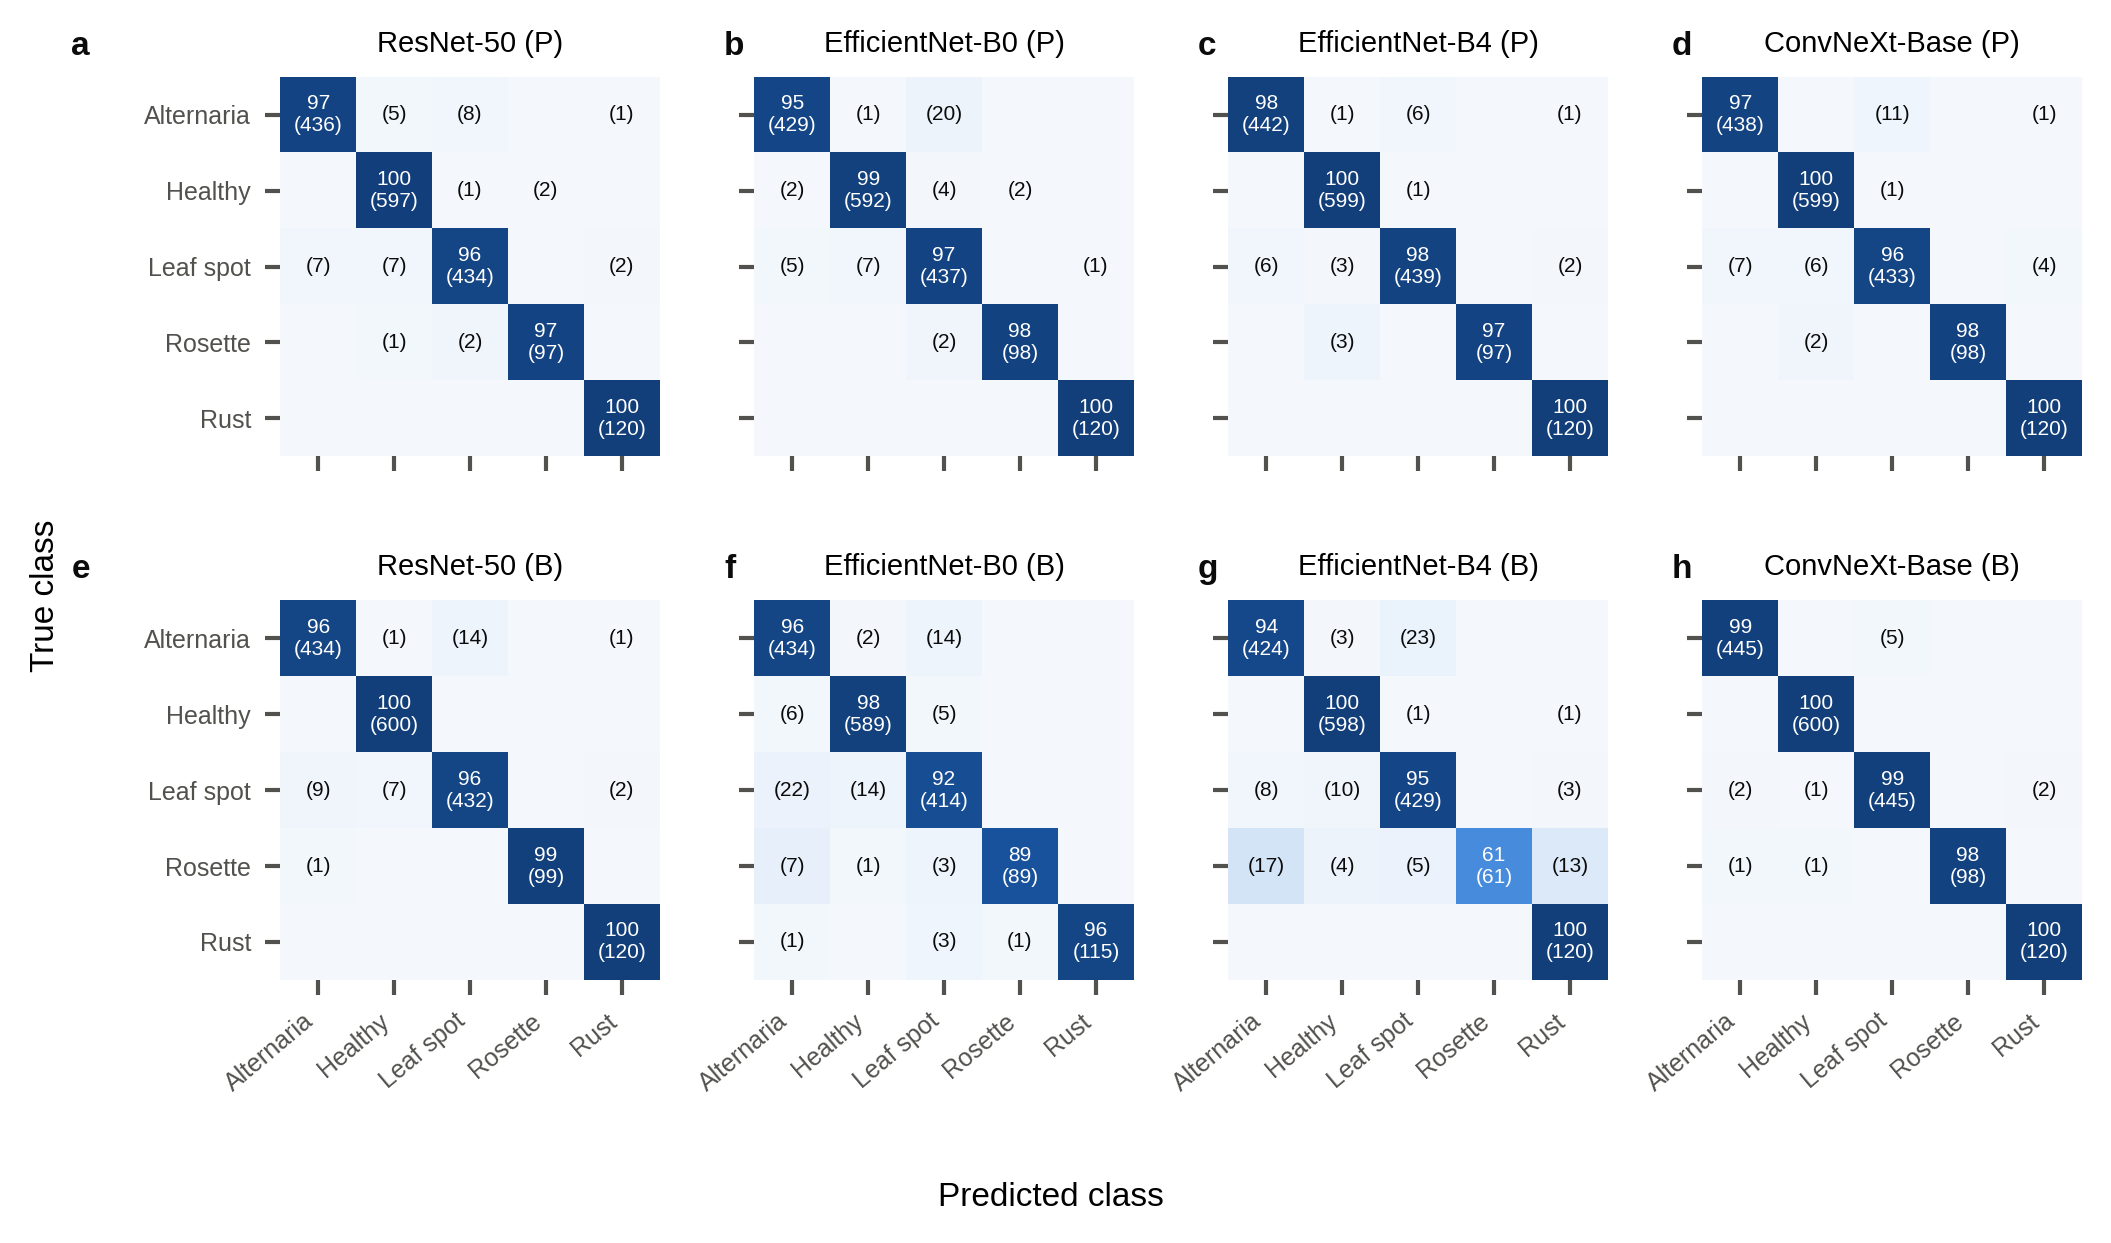 a ResNet-50 (P) b EfficientNet-B0 (P) c EfficientNet-B4 (P) d ConvNeXt-Base (P)
Alternaria 97 (5) (8) (1) 95 (1) (20) 98 (1) (6) (1) 97 (11) (1)
(436) (429) (442) (438)
Healthy 100 (1) (2) (2) 99 (4) (2) 100 (1) 100 (1)
(597) (592) (599) (599)
Leaf spot (7) (7) 96 (2) (5) (7) 97 (1) (6) (3) 98 (2) (7) (6) 96 (4)
(434) (437) (439) (433)
Rosette (1) (2) 97 (2) 98 (3) 97 (2) 98
(97) (98) (97) (98)
Rust 100 100 100 100
(120) (120) (120) (120)
True class
e ResNet-50 (B) f EfficientNet-B0 (B) g EfficientNet-B4 (B) h ConvNeXt-Base (B)
Alternaria 96 (1) (14) (1) 96 (2) (14) 94 (3) (23) 99 (5)
(434) (434) (424) (445)
Healthy 100 (6) 98 (5) 100 (1) (1) 100
(600) (589) (598) (600)
Leaf spot (9) (7) 96 (2) (22) (14) 92 (8) (10) 95 (3) (2) (1) 99 (2)
(432) (414) (429) (445)
Rosette (1) 99 (7) (1) (3) 89 (17) (4) (5) 61 (13) (1) (1) 98
(99) (89) (61) (98)
Rust 100 (1) (3) (1) 96 100 100
(120) (115) (120) (120)
Alternaria Healthy Leaf spot Rosette Rust Alternaria Healthy Leaf spot Rosette Rust Alternaria Healthy Leaf spot Rosette Rust Alternaria Healthy Leaf spot Rosette Rust
Predicted class